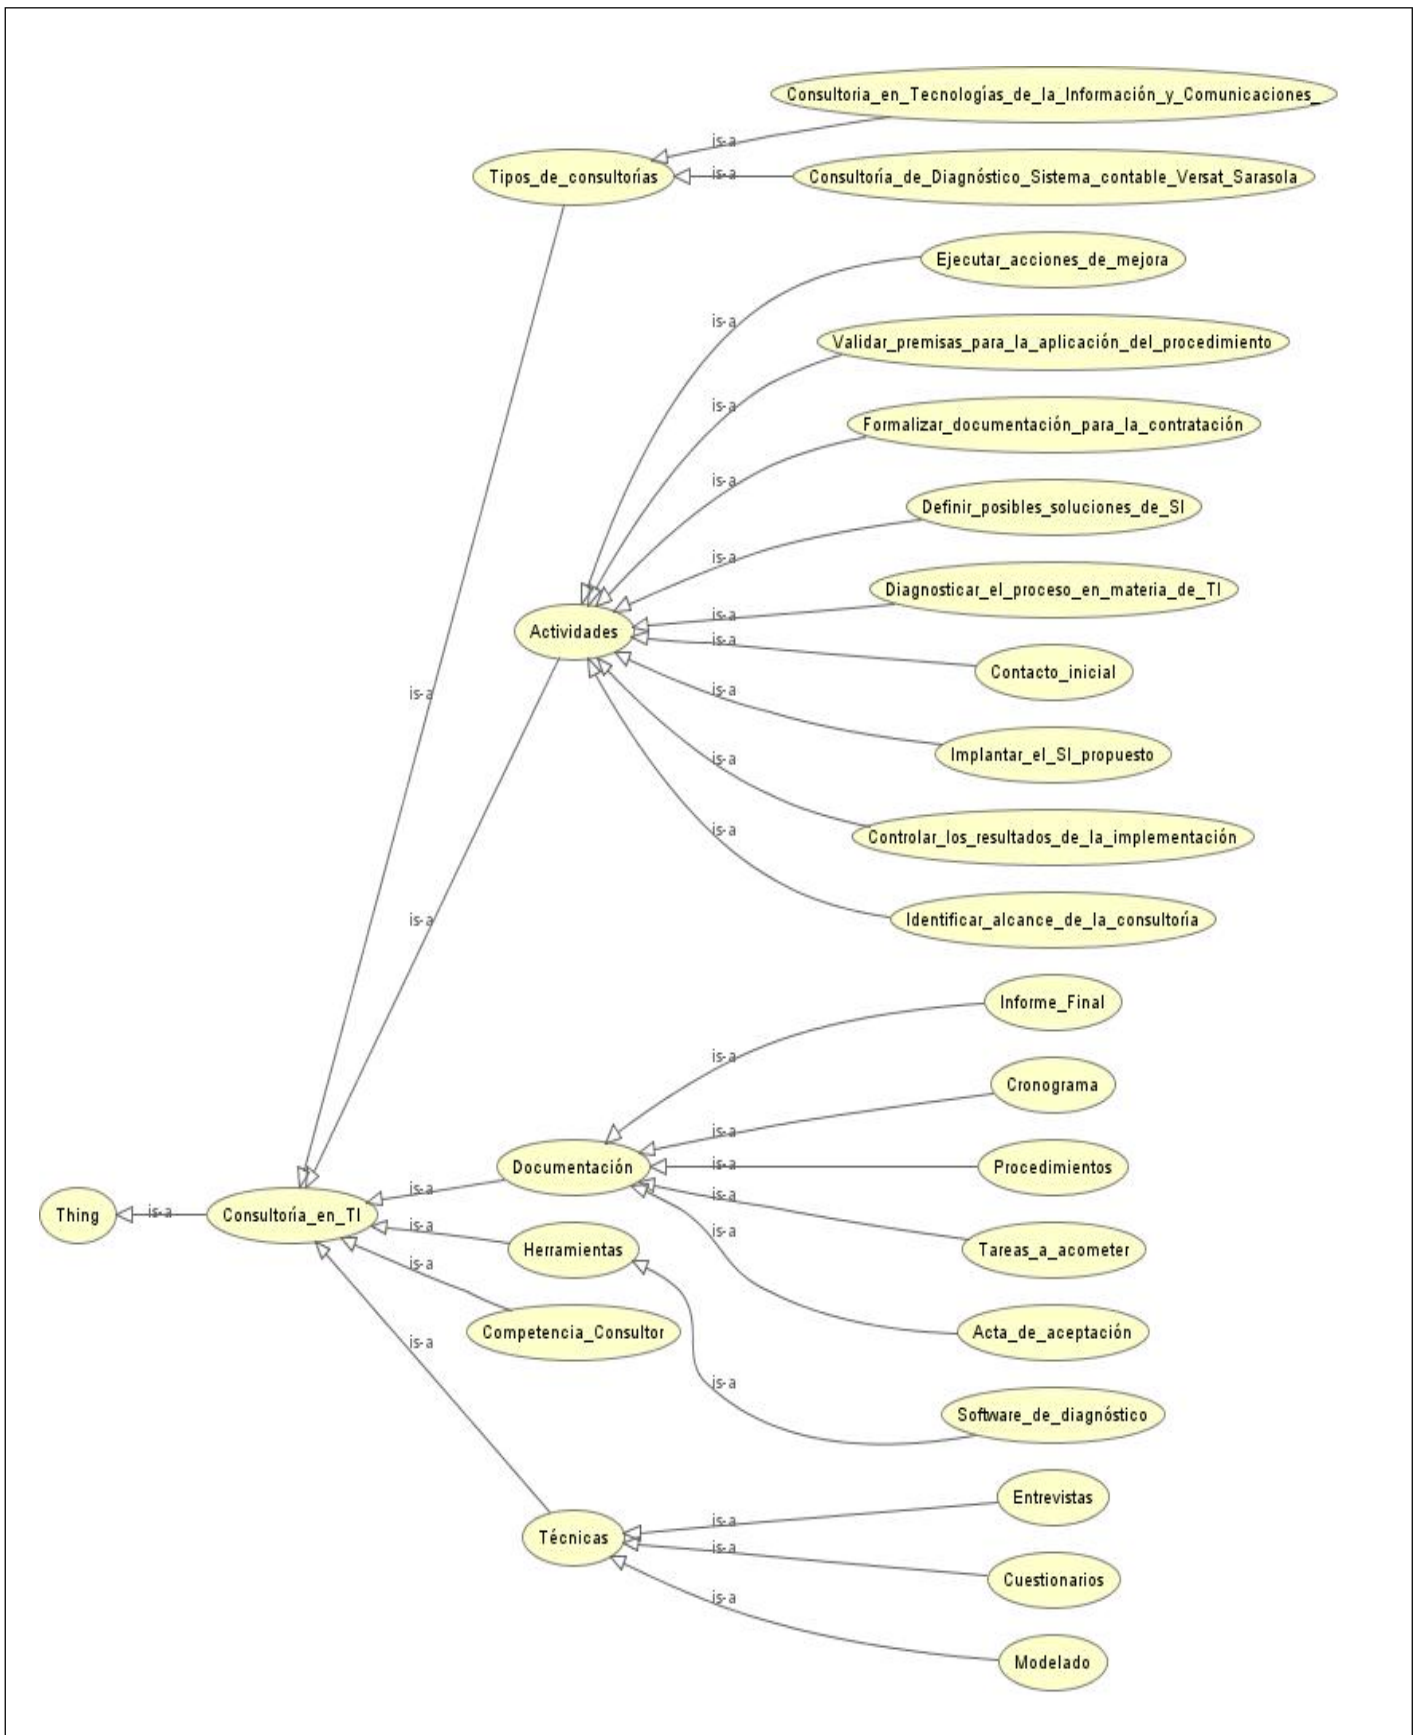 Consultoria_en_Tecnologías_de_la_Información_y_Comunicaciones_
is-a
Tipos_de_consultorías
is-a
Consultoría_de_Diagnóstico_Sistema_contable_Versat_Sarasola
Ejecutar_acciones_de_mejora
is-a
Validar_premisas_para_la_aplicación_del_procedimiento
is-a
Formalizar_documentación_para_la_contratación
is-a
Definir_posibles_soluciones_de_SI
is-a
Diagnosticar_el_proceso_en_materia_de_TI
is-a
Actividades
is-a
Contacto_inicial
is-a
is-a
Implantar_el_SI_propuesto
is-a
Controlar_los_resultados_de_la_implementación
is-a
is-a
Identificar_alcance_de_la_consultoría
Informe_Final
is-a
Cronograma
is-a
Documentación
is-a
Procedimientos
is-a
is-a
Thing
is-a
Consultoría_en_TI
is-a
is-a
Herramientas
Tareas_a_acometer
is-a
Competencia_Consultor
Acta_de_aceptación
is-a
is-a
Software_de_diagnóstico
Entrevistas
is-a
Técnicas
is-a
Cuestionarios
is-a
Modelado